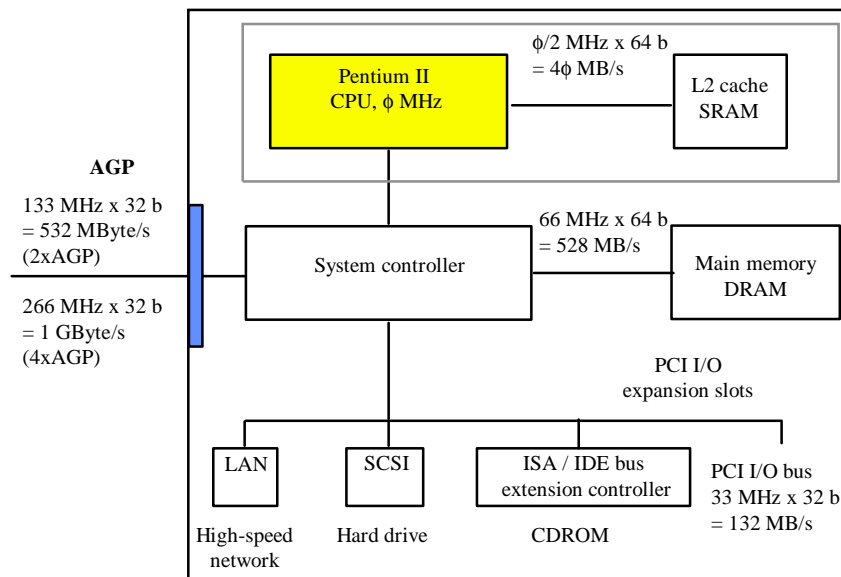 Pentium II
CPU, ϕ MHz
ϕ/2 MHz x 64 b
= 4ϕ MB/s
L2 cache
SRAM
AGP
133 MHz x 32 b
= 532 MByte/s
(2xAGP)
266 MHz x 32 b
= 1 GByte/s
(4xAGP)
System controller
66 MHz x 64 b
= 528 MB/s
Main memory
DRAM
PCI I/O
expansion slots
LAN
SCSI
ISA / IDE bus
extension controller
PCI I/O bus
33 MHz x 32 b
= 132 MB/s
High-speed
network
Hard drive
CDROM